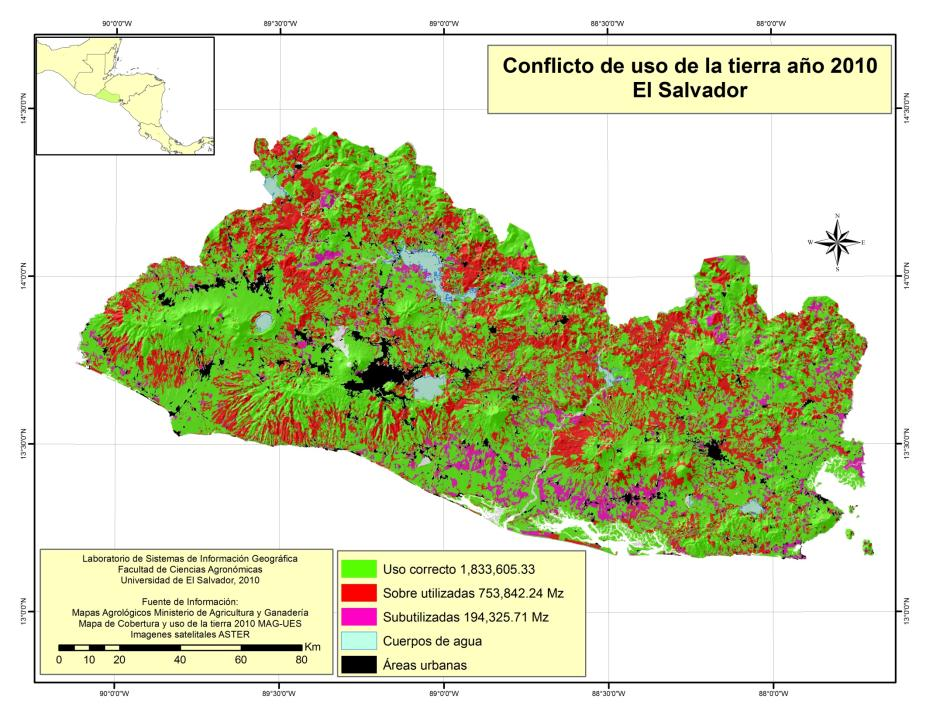 90°0'0"W 89°30'0"W 89°0'0"W 88°30'0"W 88°0'0"W
Conflicto de uso de la tierra año 2010
El Salvador
14°30'0"N 14°30'0"N
N
W E
S
14°0'0"N 14°0'0"N
13°30'0"N 13°30'0"N
Laboratorio de Sistemas de Información Geográfica
Facultad de Ciencias Agronómicas
Universidad de El Salvador, 2010
Fuente de Información:
Mapas Agrológicos Ministerio de Agricultura y Ganadería
Mapa de Cobertura y uso de la tierra 2010 MAG-UES
Imagenes satelitales ASTER
Km
0 10 20 40 60 80
Uso correcto 1,833,605.33
Sobre utilizadas 753,842.24 Mz
Subutilizadas 194,325.71 Mz
Cuerpos de agua
Áreas urbanas
13°0'0"N 13°0'0"N
90°0'0"W 89°30'0"W 89°0'0"W 88°30'0"W 88°0'0"W